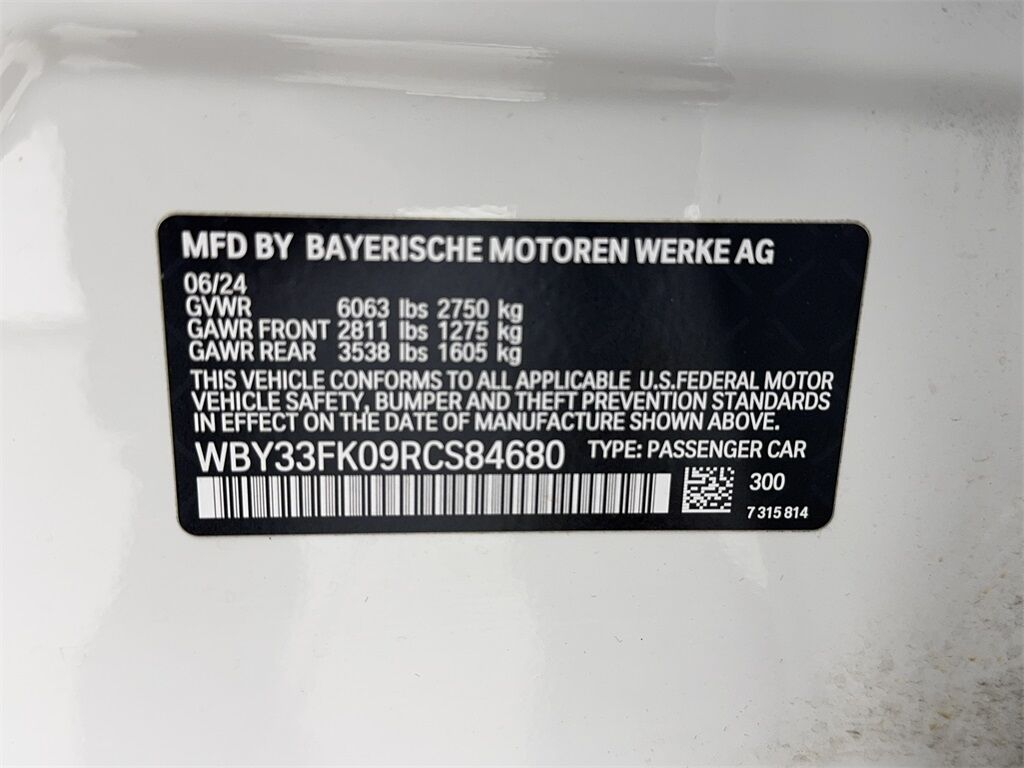 MFD BY BAYERISCHE MOTOREN WERKE AG
06/24
GVWR 6063 lbs 2750 kg
GAWR FRONT 2811 lbs 1275 kg
GAWR REAR 3538 lbs 1605 kg
THIS VEHICLE CONFORMS TO ALL APPLICABLE U.S.FEDERAL MOTOR
VEHICLE SAFETY, BUMPER AND THEFT PREVENTION STANDARDS
IN EFFECT ON THE DATE OF MANUFACTURE SHOWN ABOVE.
WBY33FK09RCS84680 TYPE: PASSENGER CAR
300
7 315 814